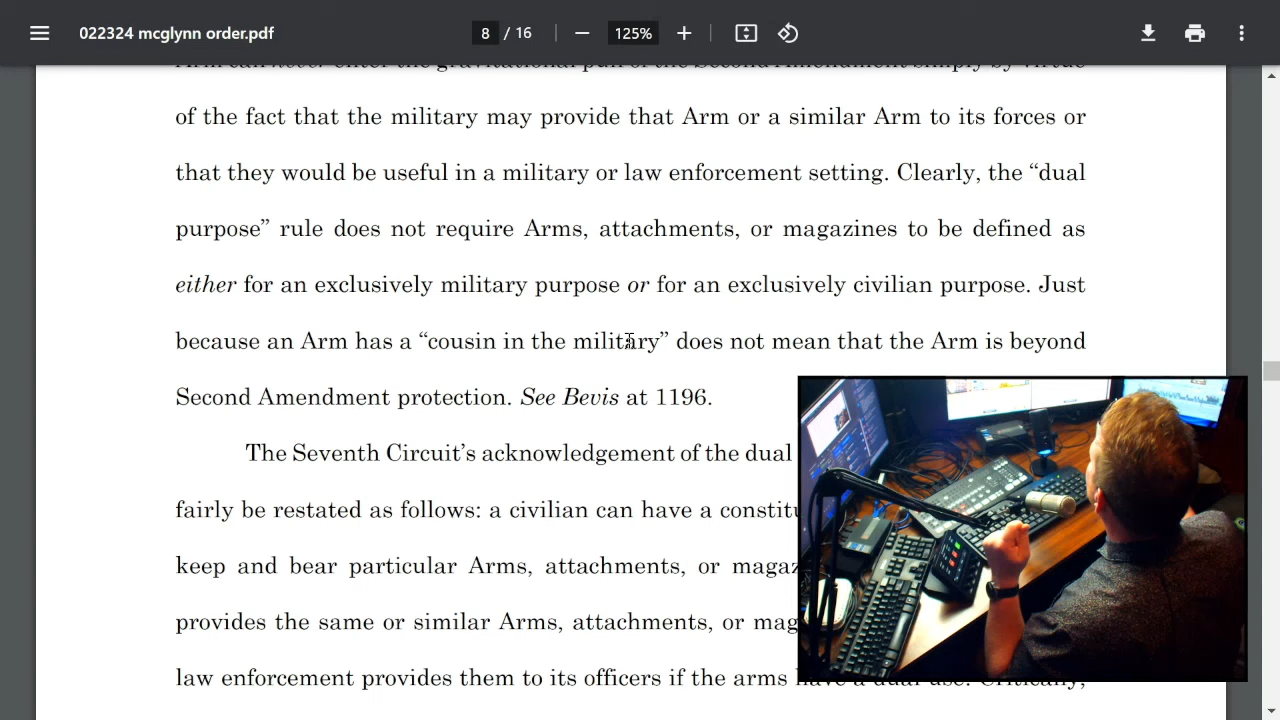 022324 mcglynn order.pdf
8 / 16
125%
of the fact that the military may provide that Arm or a similar Arm to its forces or
that they would be useful in a military or law enforcement setting. Clearly, the “dual
purpose” rule does not require Arms, attachments, or magazines to be defined as
either for an exclusively military purpose or for an exclusively civilian purpose. Just
because an Arm has a “cousin in the military” does not mean that the Arm is beyond
Second Amendment protection. See Bevis at 1196.
The Seventh Circuit’s acknowledgement of the dual
fairly be restated as follows: a civilian can have a
keep and bear particular Arms, attachments, or
provides the same or similar Arms, attachments, or
law enforcement provides them to its officers if the arms have a dual use. Critically,